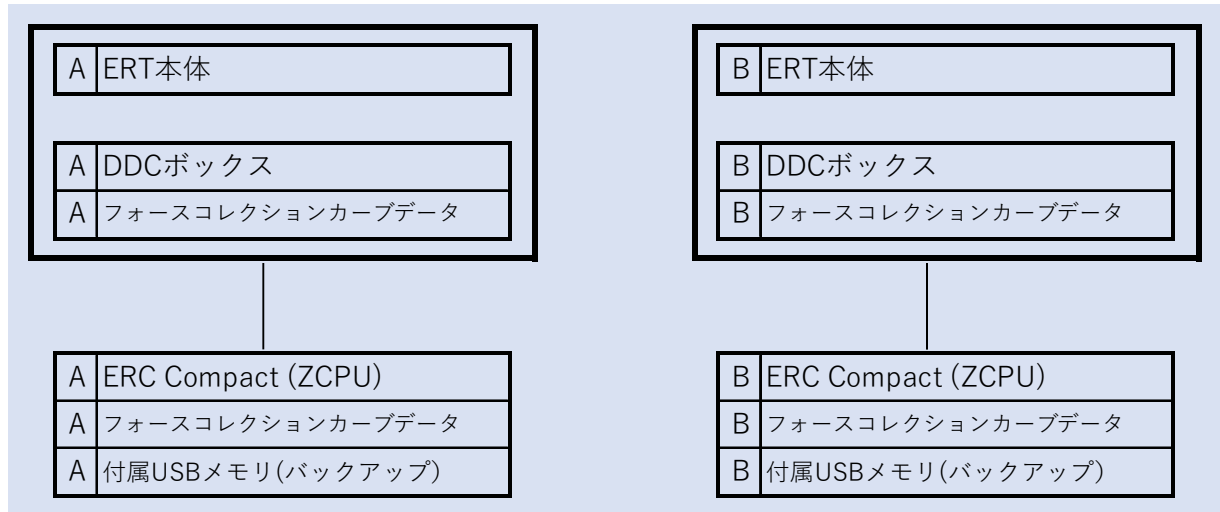 A ERT本体
A DDCボックス
A フォースコレクションカーブデータ
A ERC Compact (ZCPU)
A フォースコレクションカーブデータ
A 付属USBメモリ(バックアップ)
B ERT本体
B DDCボックス
B フォースコレクションカーブデータ
B ERC Compact (ZCPU)
B フォースコレクションカーブデータ
B 付属USBメモリ(バックアップ)